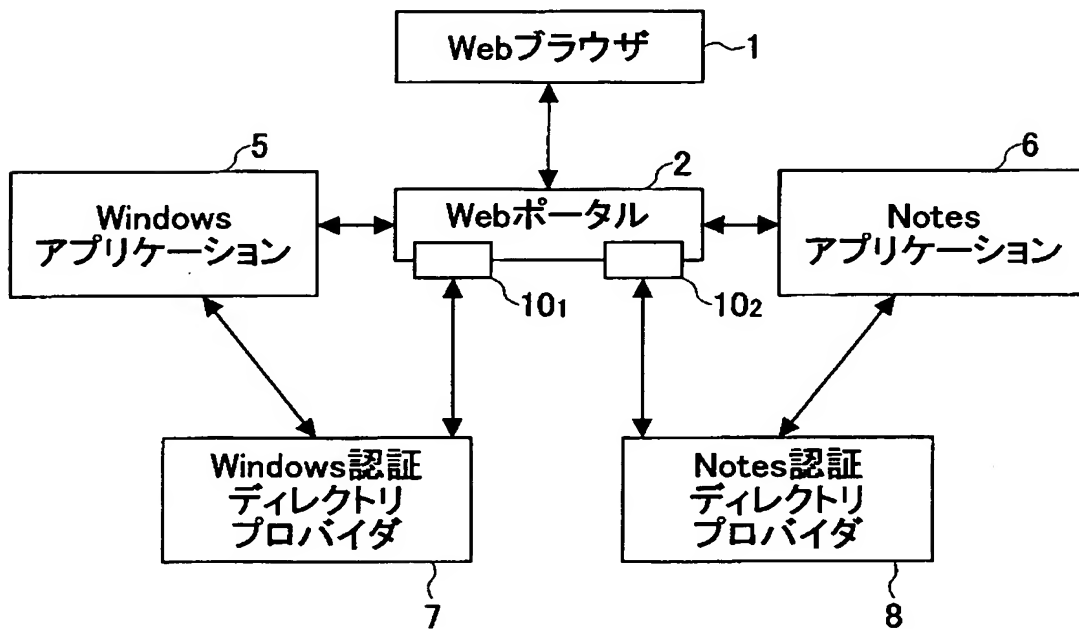 Webブラウザ
1
5
Windows
アプリケーション
2
Webポータル
6
Notes
アプリケーション
10₁
10₂
Windows認証
ディレクトリ
プロバイダ
7
Notes認証
ディレクトリ
プロバイダ
8